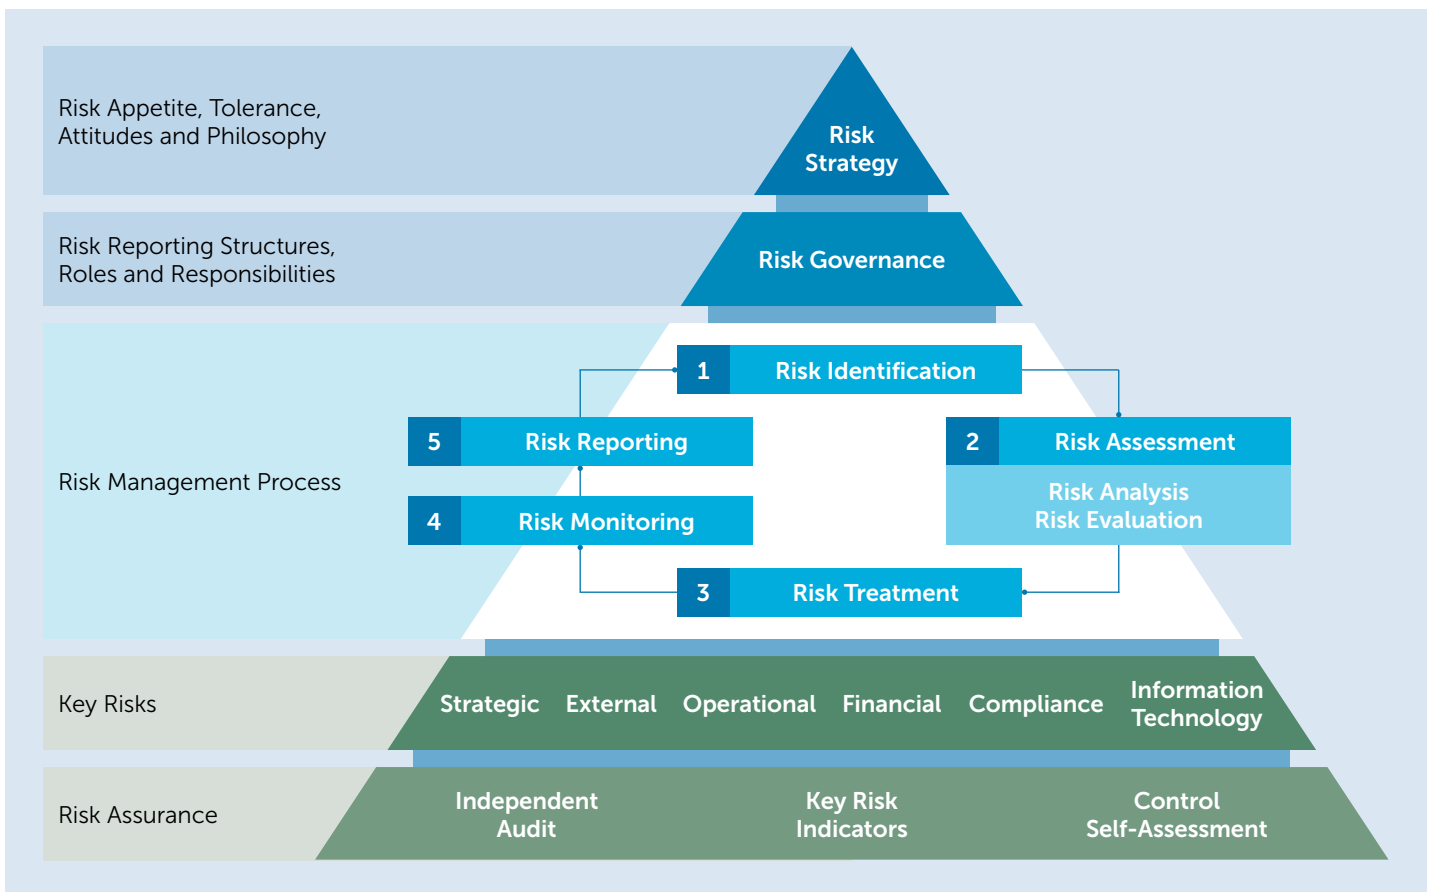 Risk Appetite, Tolerance,
Attitudes and Philosophy
Risk
Strategy
Risk Reporting Structures,
Roles and Responsibilities
Risk Governance
Risk Management Process
1 Risk Identification
2 Risk Assessment
Risk Analysis
Risk Evaluation
3 Risk Treatment
4 Risk Monitoring
5 Risk Reporting
Key Risks
Strategic
External
Operational
Financial
Compliance
Information
Technology
Risk Assurance
Independent
Audit
Key Risk
Indicators
Control
Self-Assessment